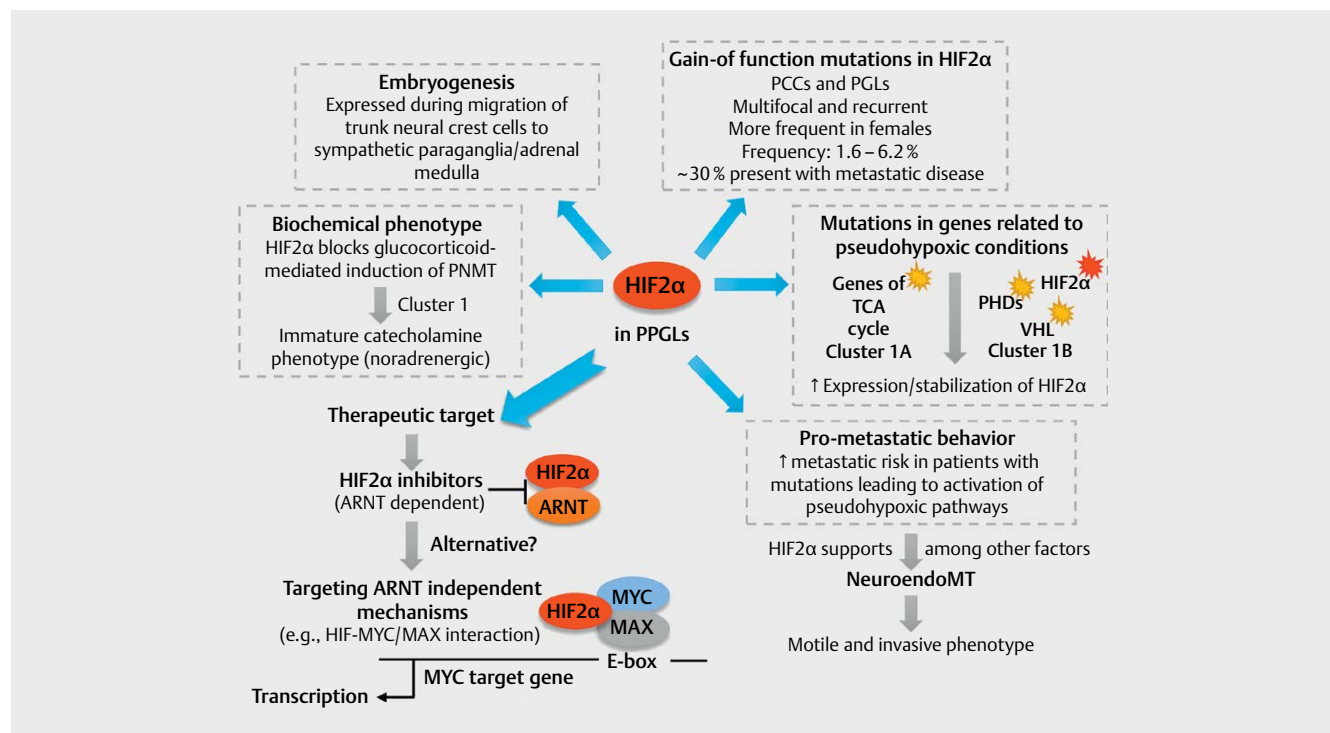 Embryogenesis
Expressed during migration of
trunk neural crest cells to
sympathetic paraganglia/adrenal
medulla
Gain-of function mutations in HIF2α
PCCs and PGLs
Multifocal and recurrent
More frequent in females
Frequency: 1.6 – 6.2 %
~30 % present with metastatic disease
Biochemical phenotype
HIF2α blocks glucocorticoid-
mediated induction of PNMT
Cluster 1
Immature catecholamine
phenotype (noradrenergic)
HIF2α
in PPGLs
Mutations in genes related to
pseudohypoxic conditions
Genes of
TCA
cycle
Cluster 1A
HIF2α
PHDs
VHL
Cluster 1B
↑ Expression/stabilization of HIF2α
Therapeutic target
HIF2α inhibitors
(ARNT dependent)
HIF2α
ARNT
Alternative?
Targeting ARNT independent
mechanisms
(e.g., HIF-MYC/MAX interaction)
HIF2α
MYC
MAX
E-box
MYC target gene
Transcription
Pro-metastatic behavior
↑ metastatic risk in patients with
mutations leading to activation of
pseudohypoxic pathways
HIF2α supports among other factors
NeuroendoMT
Motile and invasive phenotype